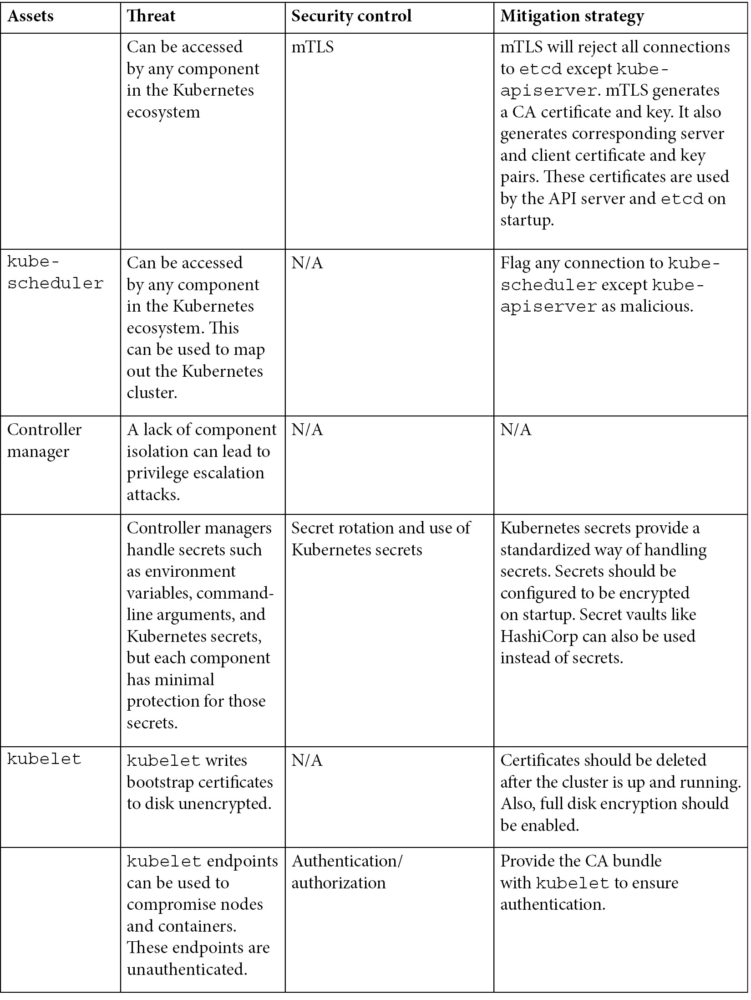 Assets
Threat
Security control
Mitigation strategy
Can be accessed
by any component
in the Kubernetes
ecosystem
mTLS
mTLS will reject all connections
to etcd except kube-
apiserver. mTLS generates
a CA certificate and key. It also
generates corresponding server
and client certificate and key
pairs. These certificates are used
by the API server and etcd on
startup.
kube-
scheduler
Can be accessed
by any component
in the Kubernetes
ecosystem. This
can be used to map
out the Kubernetes
cluster.
N/A
Flag any connection to kube-
scheduler except kube-
apiserver as malicious.
Controller
manager
A lack of component
isolation can lead to
privilege escalation
attacks.
N/A
N/A
Controller managers
handle secrets such
as environment
variables, command-
line arguments, and
Kubernetes secrets,
but each component
has minimal
protection for those
secrets.
Secret rotation and use of
Kubernetes secrets
Kubernetes secrets provide a
standardized way of handling
secrets. Secrets should be
configured to be encrypted
on startup. Secret vaults like
HashiCorp can also be used
instead of secrets.
kubelet
kubelet writes
bootstrap certificates
to disk unencrypted.
N/A
Certificates should be deleted
after the cluster is up and running.
Also, full disk encryption should
be enabled.
kubelet endpoints
can be used to
compromise nodes
and containers.
These endpoints are
unauthenticated.
Authentication/
authorization
Provide the CA bundle
with kubelet to ensure
authentication.